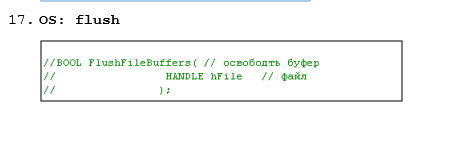 17. OS: flush
//BOOL FlushFileBuffers( // освободть буфер
// HANDLE hFile // файл
// );